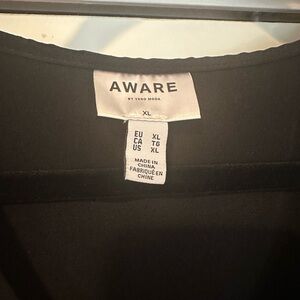 AWARE
BY VERO MODA
XL
EU XL
CA TG
US XL
MADE IN
CHINA
FABRIQUÉ EN
CHINE